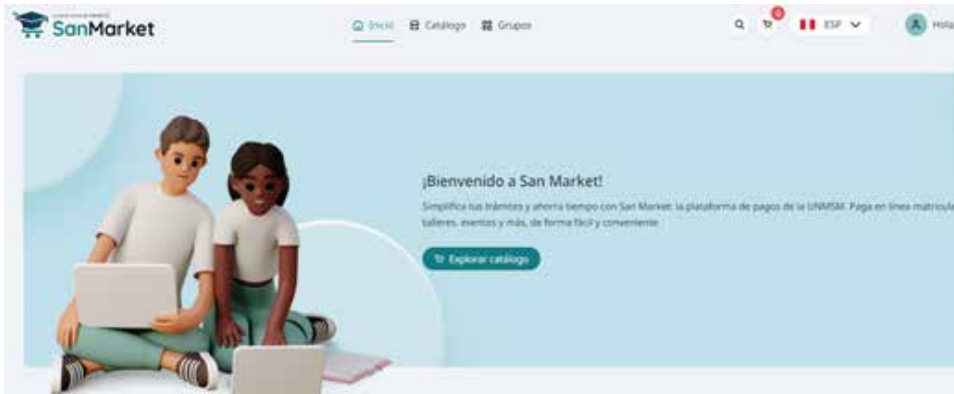 SanMarket
Inicio
Catálogo
Grupos
0
ESP
Hola,
¡Bienvenido a San Market!
Simplifica tus trámites y ahorra tiempo con San Market: la plataforma de pagos de la UNMSM. Paga en línea matrícula
talleres, eventos y más, de forma fácil y conveniente.
Explorar catálogo